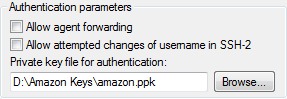 Authentication parameters
Allow agent forwarding
Allow attempted changes of username in SSH-2
Private key file for authentication:
D:\Amazon Keys\amazon.ppk Browse...